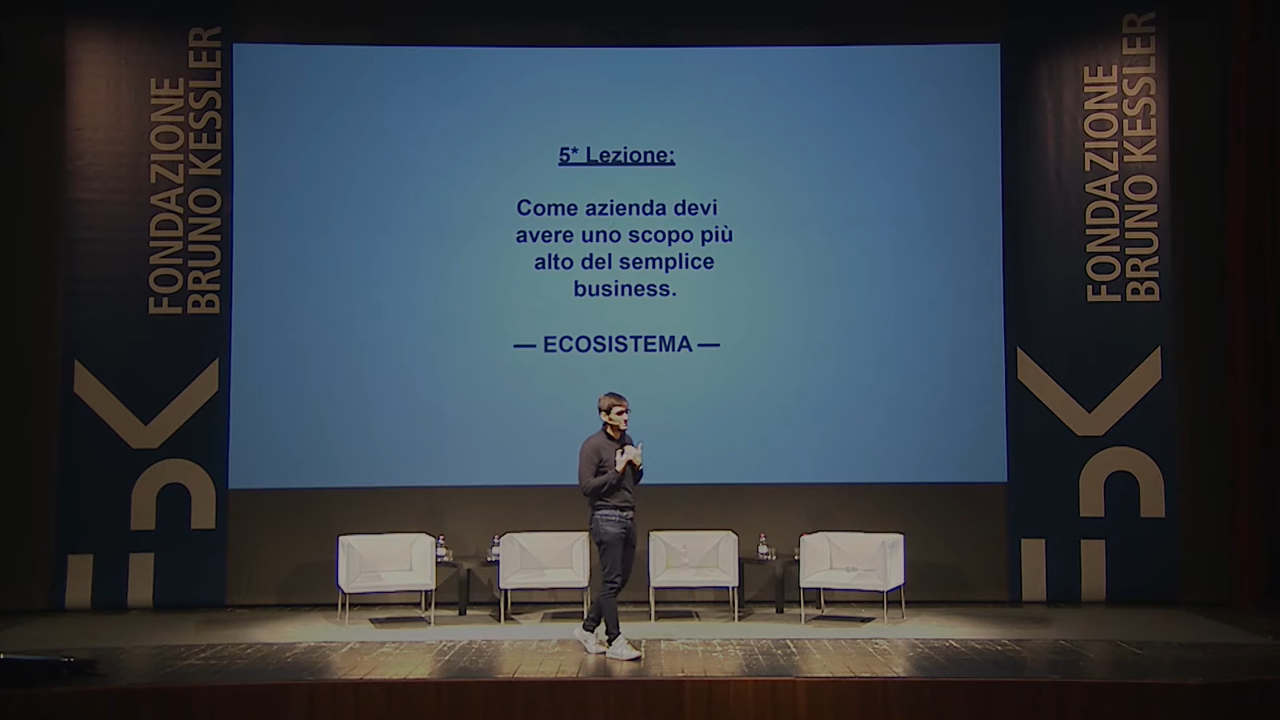 FONDAZIONE
BRUNO KESSLER
5* Lezione:
Come azienda devi
avere uno scopo più
alto del semplice
business.
— ECOSISTEMA —
FONDAZIONE
BRUNO KESSLER